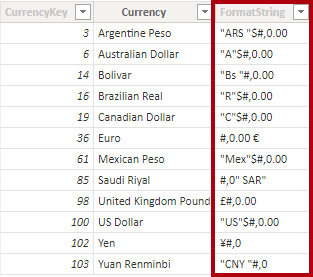 CurrencyKey Currency FormatString
3 Argentine Peso "ARS "$#,0.00
6 Australian Dollar "A"$#,0.00
14 Bolivar "Bs "#,0.00
16 Brazilian Real "R"$#,0.00
19 Canadian Dollar "C"$#,0.00
36 Euro #,0.00 €
61 Mexican Peso "Mex"$#,0.00
85 Saudi Riyal #,0" SAR"
98 United Kingdom Pound £#,0.00
100 US Dollar "US"$#,0.00
102 Yen ¥#,0
103 Yuan Renminbi "CNY "#,0